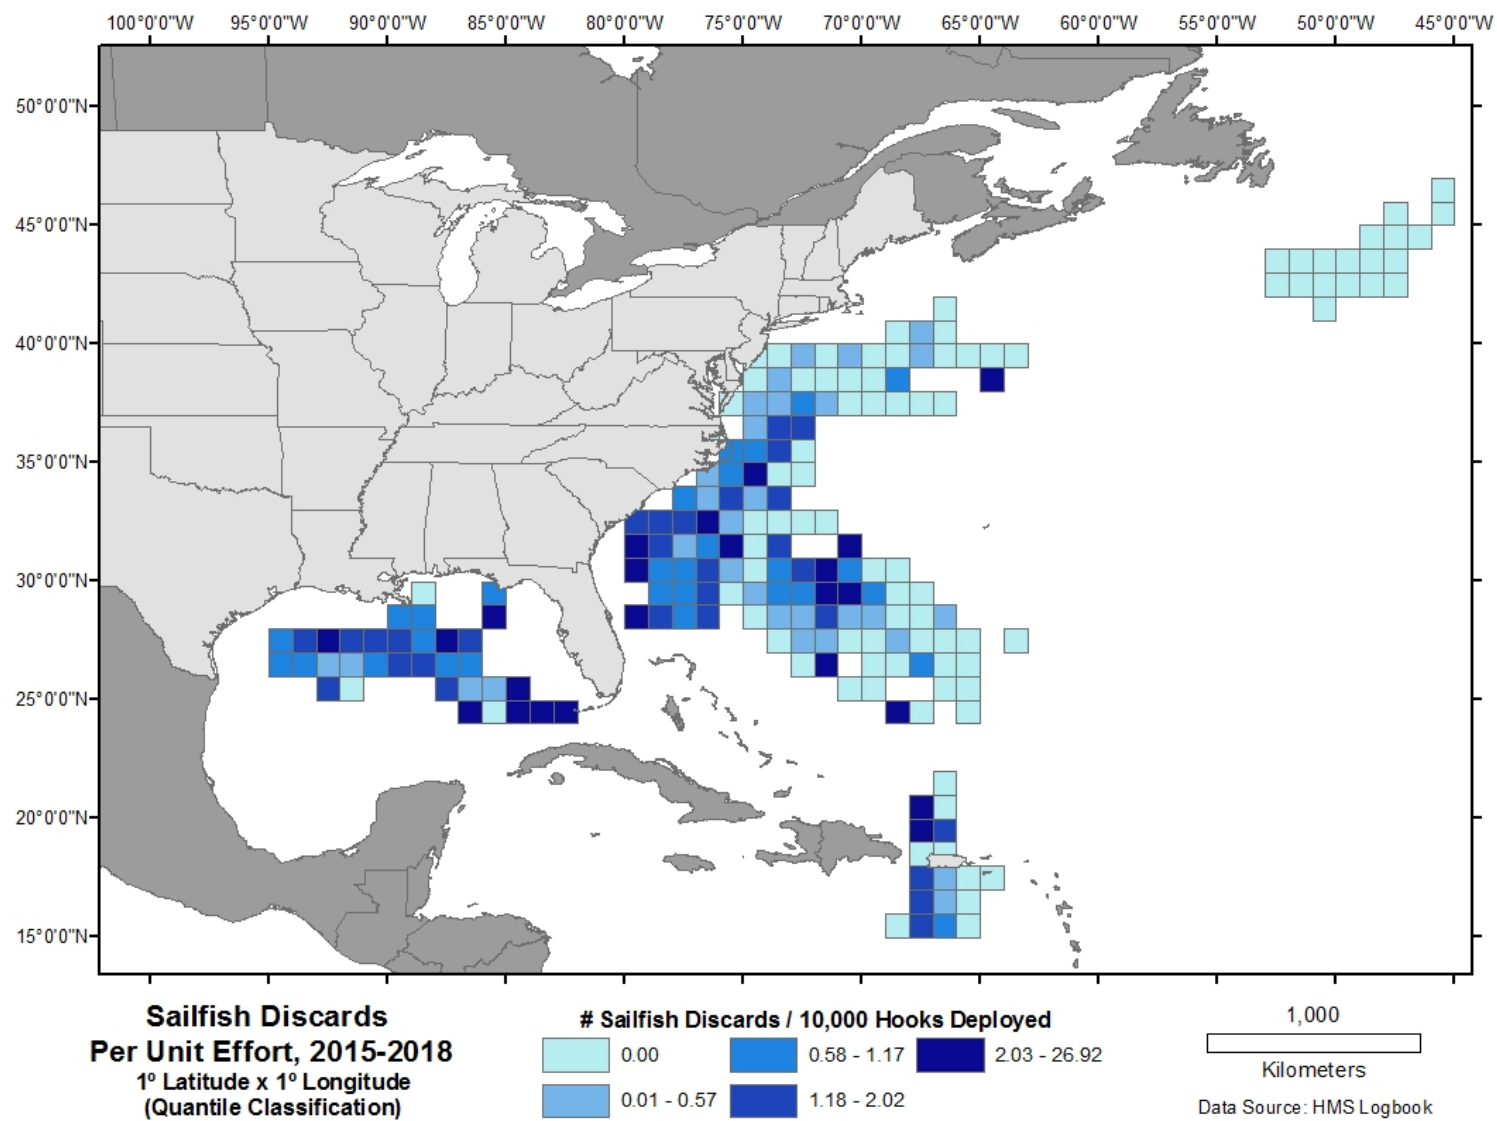 100°0'0"W 95°0'0"W 90°0'0"W 85°0'0"W 80°0'0"W 75°0'0"W 70°0'0"W 65°0'0"W 60°0'0"W 55°0'0"W 50°0'0"W 45°0'0"W
50°0'0"N
45°0'0"N
40°0'0"N
35°0'0"N
30°0'0"N
25°0'0"N
20°0'0"N
15°0'0"N
Sailfish Discards
Per Unit Effort, 2015-2018
1º Latitude x 1º Longitude
(Quantile Classification)
# Sailfish Discards / 10,000 Hooks Deployed
0.00 0.58 - 1.17 2.03 - 26.92
0.01 - 0.57 1.18 - 2.02
1,000
Kilometers
Data Source: HMS Logbook